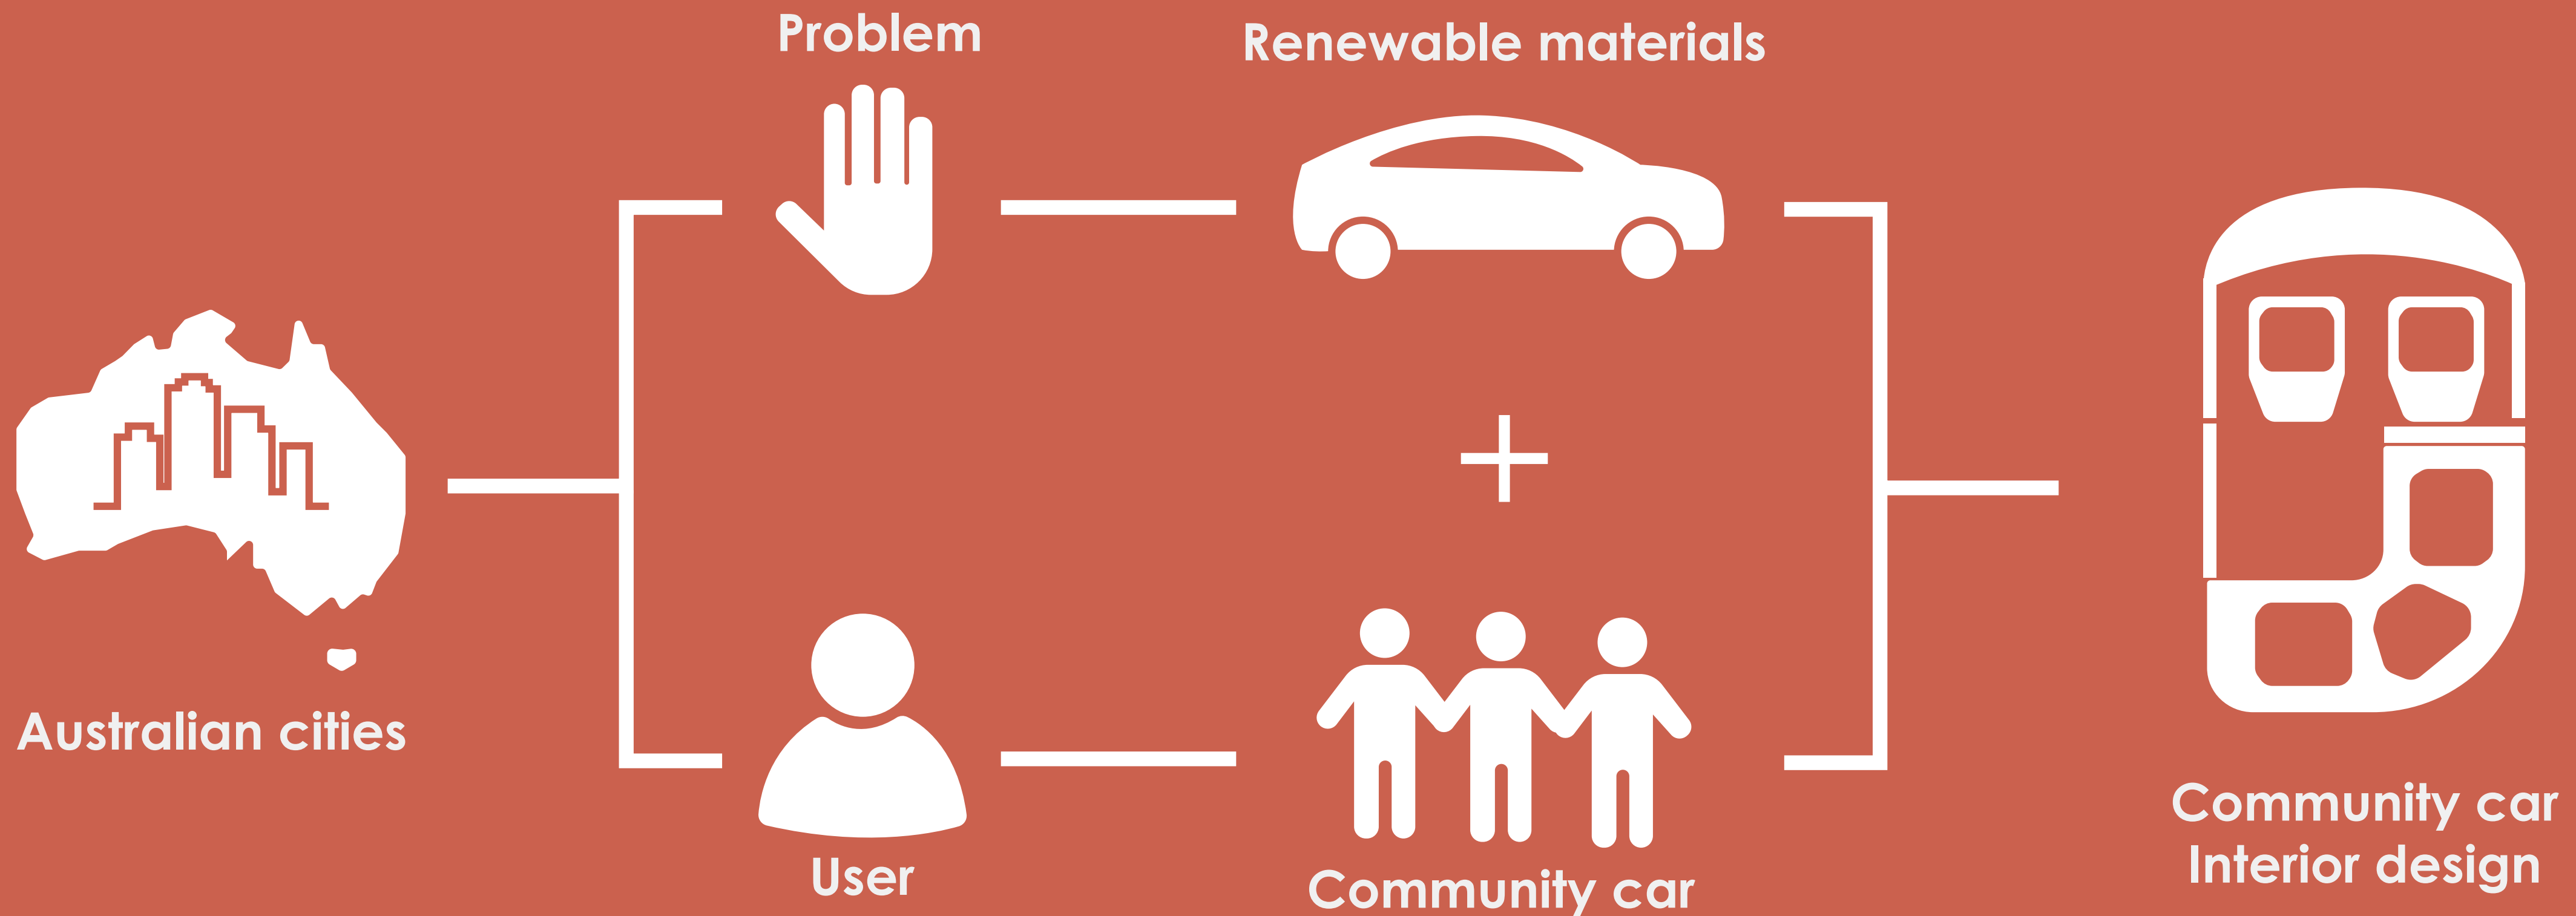 Problem
Renewable materials
Australian cities
User
Community car
Community car
Interior design